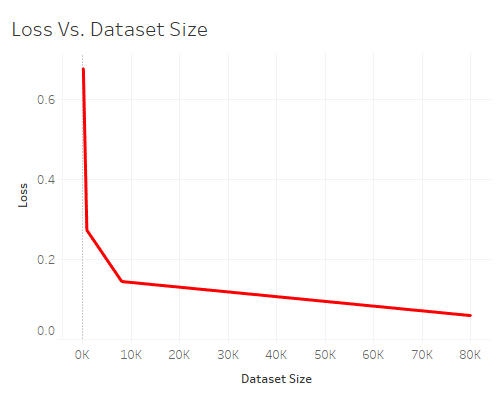 Loss Vs. Dataset Size
0.6
0.4
Loss
0.2
0.0
0K 10K 20K 30K 40K 50K 60K 70K 80K
Dataset Size